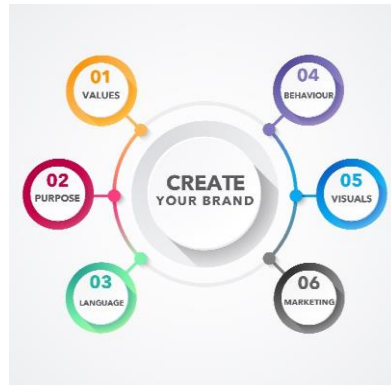 01
VALUES
02
PURPOSE
03
LANGUAGE
CREATE
YOUR BRAND
04
BEHAVIOUR
05
VISUALS
06
MARKETING